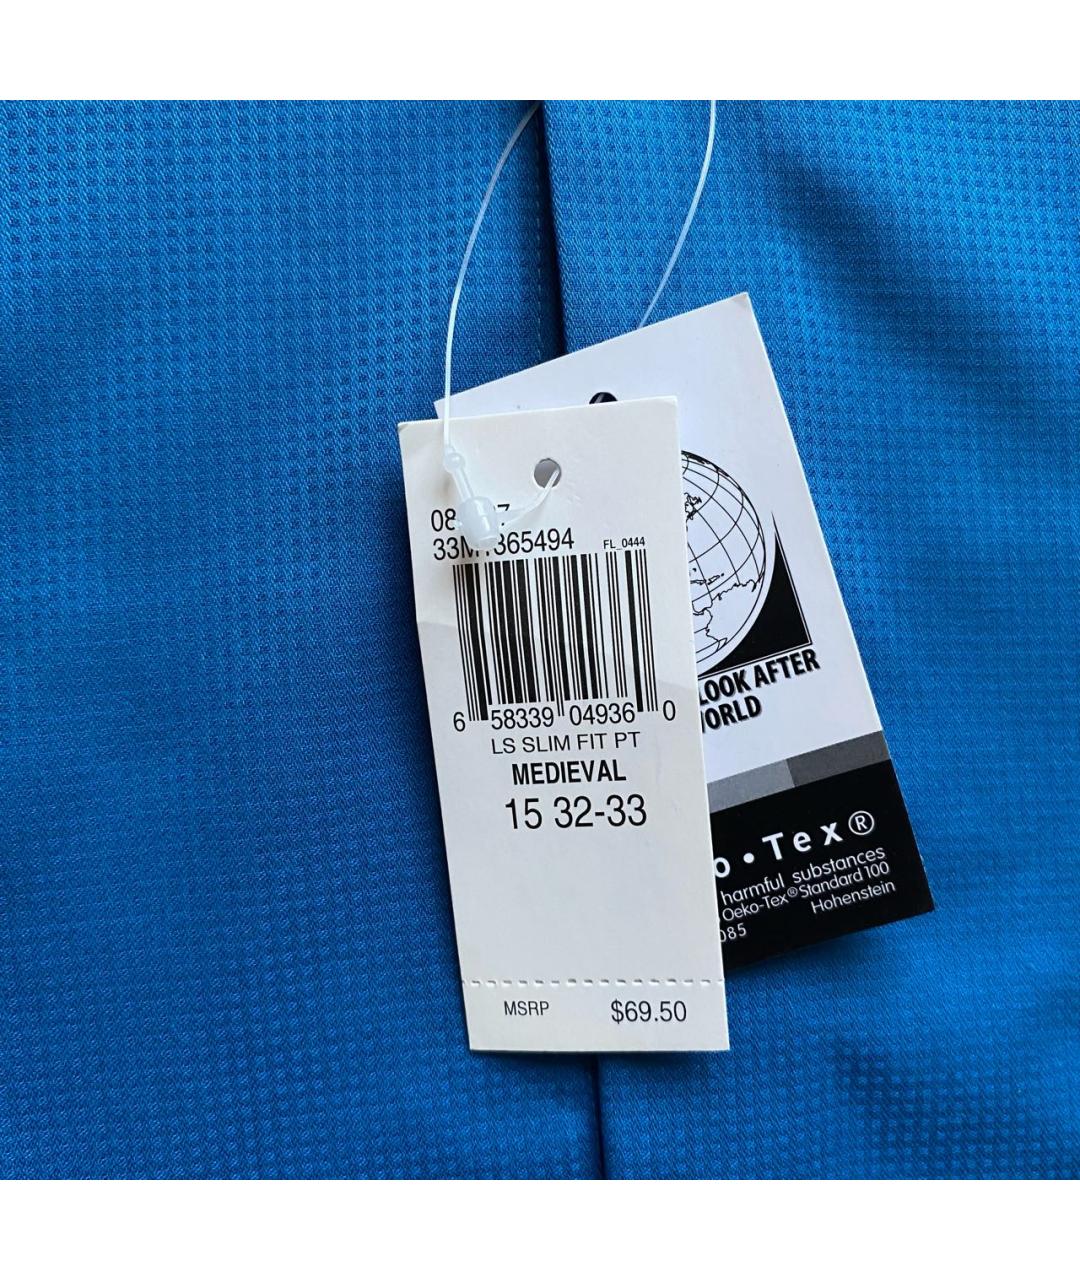 33M 365494
FL_0444
6 58339 04936 0
LS SLIM FIT PT
MEDIEVAL
15 32-33
MSRP $69.50
LOOK AFTER
WORLD
Tex®
harmful substances
Oeko-Tex® Standard 100
Hohenstein
085